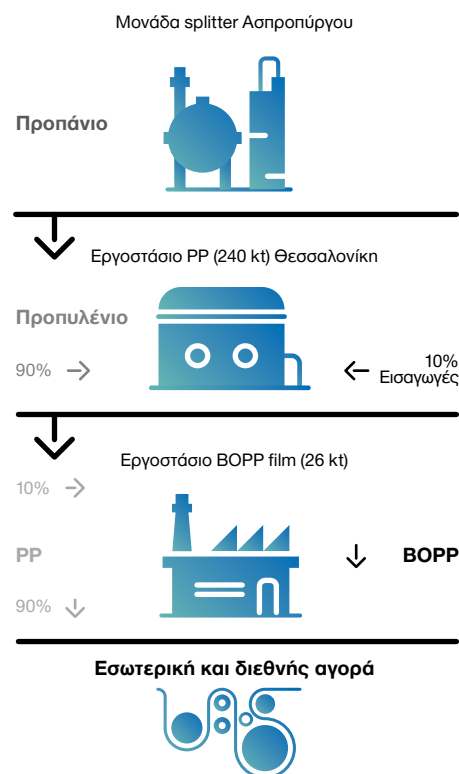 Μονάδα splitter Ασπροπύργου
Προπάνιο
Εργοστάσιο PP (240 kt) Θεσσαλονίκη
Προπυλένιο
90%
10%
Εισαγωγές
Εργοστάσιο BOPP film (26 kt)
10%
PP
BOPP
90%
Εσωτερική και διεθνής αγορά